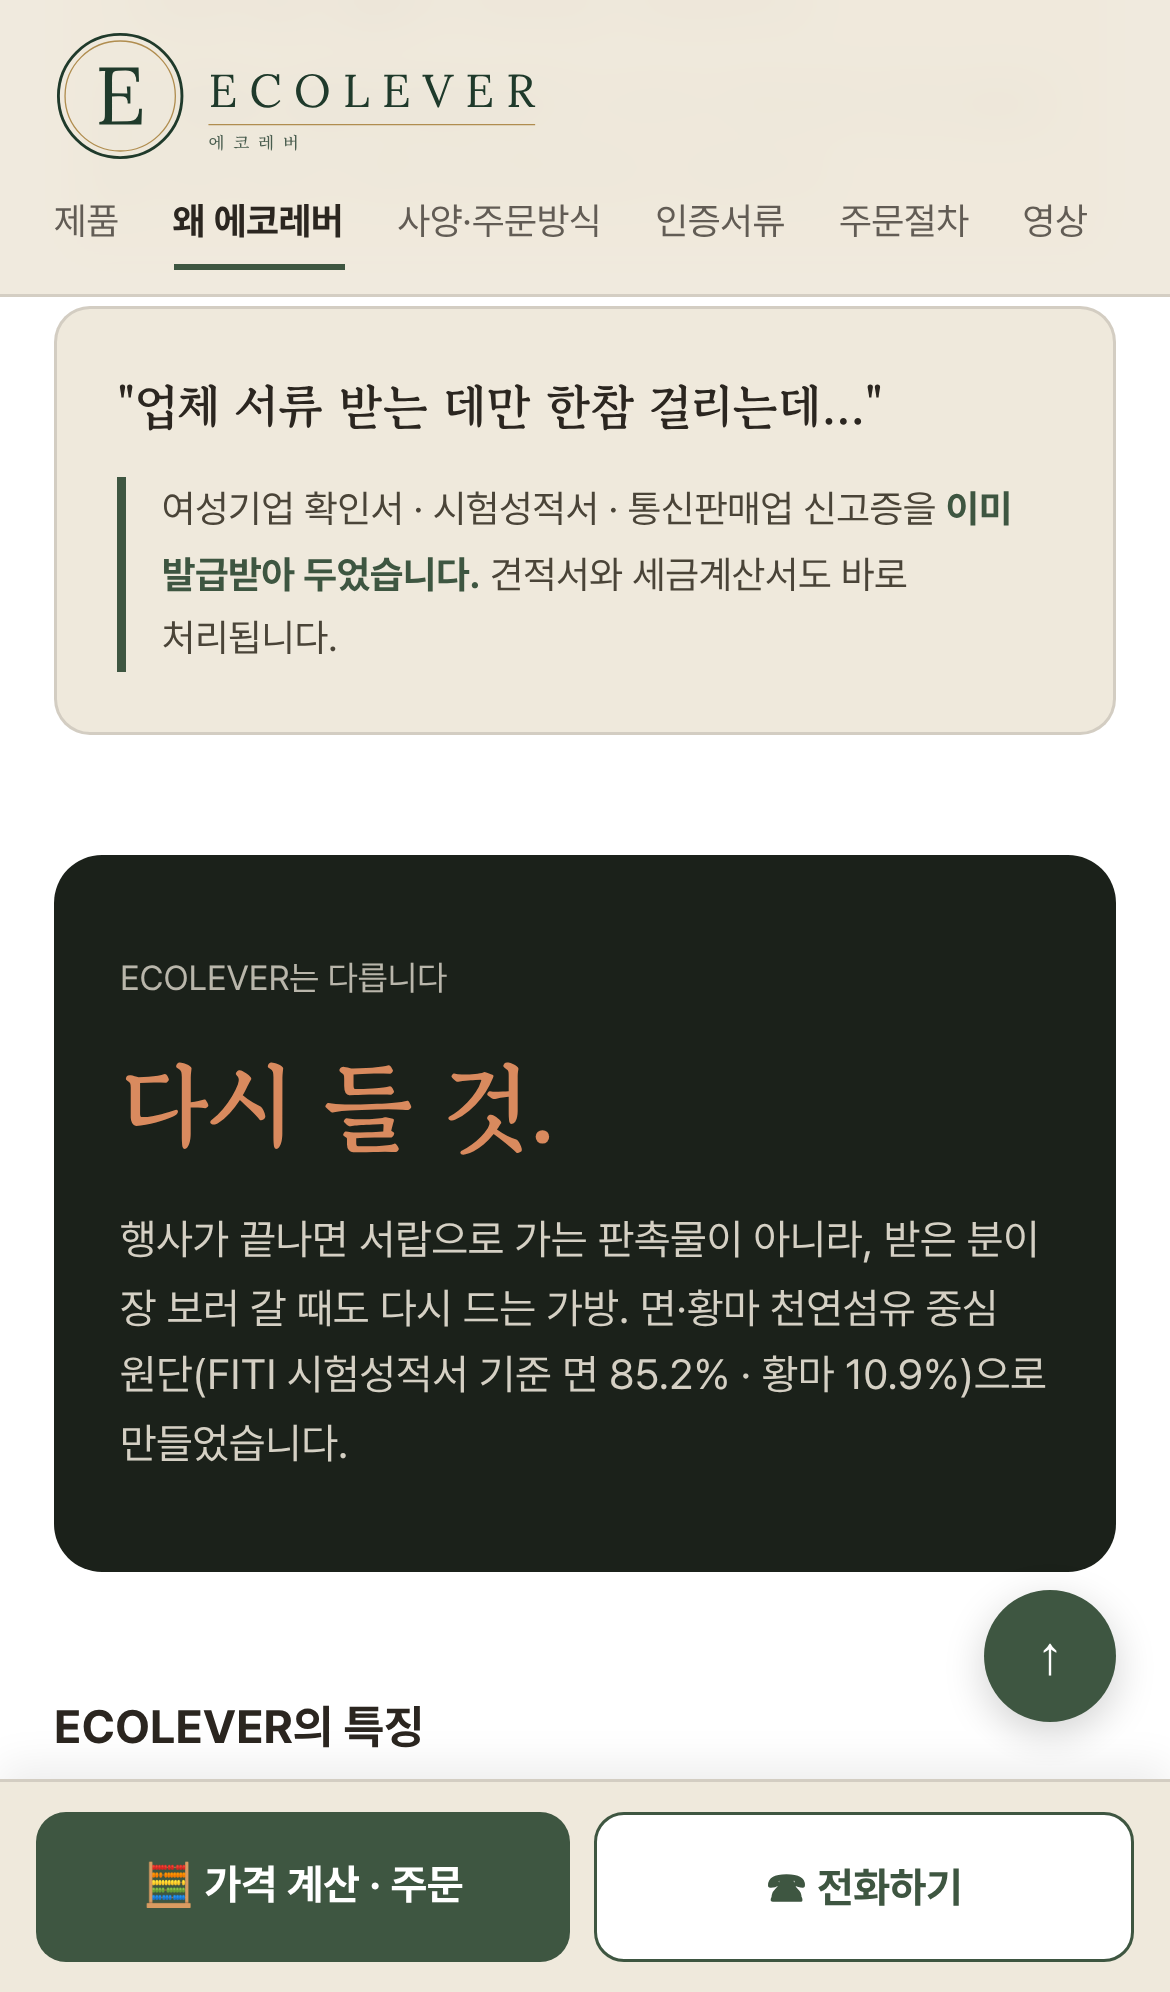 E
ECOLEVER
에코레버
제품 왜 에코레버 사양·주문방식 인증서류 주문절차 영상
"업체 서류 받는 데만 한참 걸리는데..."
여성기업 확인서 · 시험성적서 · 통신판매업 신고증을 이미
발급받아 두었습니다. 견적서와 세금계산서도 바로
처리됩니다.
ECOLEVER는 다릅니다
다시 들 것.
행사가 끝나면 서랍으로 가는 판촉물이 아니라, 받은 분이
장 보러 갈 때도 다시 드는 가방. 면·황마 천연섬유 중심
원단(FITI 시험성적서 기준 면 85.2% · 황마 10.9%)으로
만들었습니다.
↑
ECOLEVER의 특징
🧮 가격 계산 · 주문
☎ 전화하기